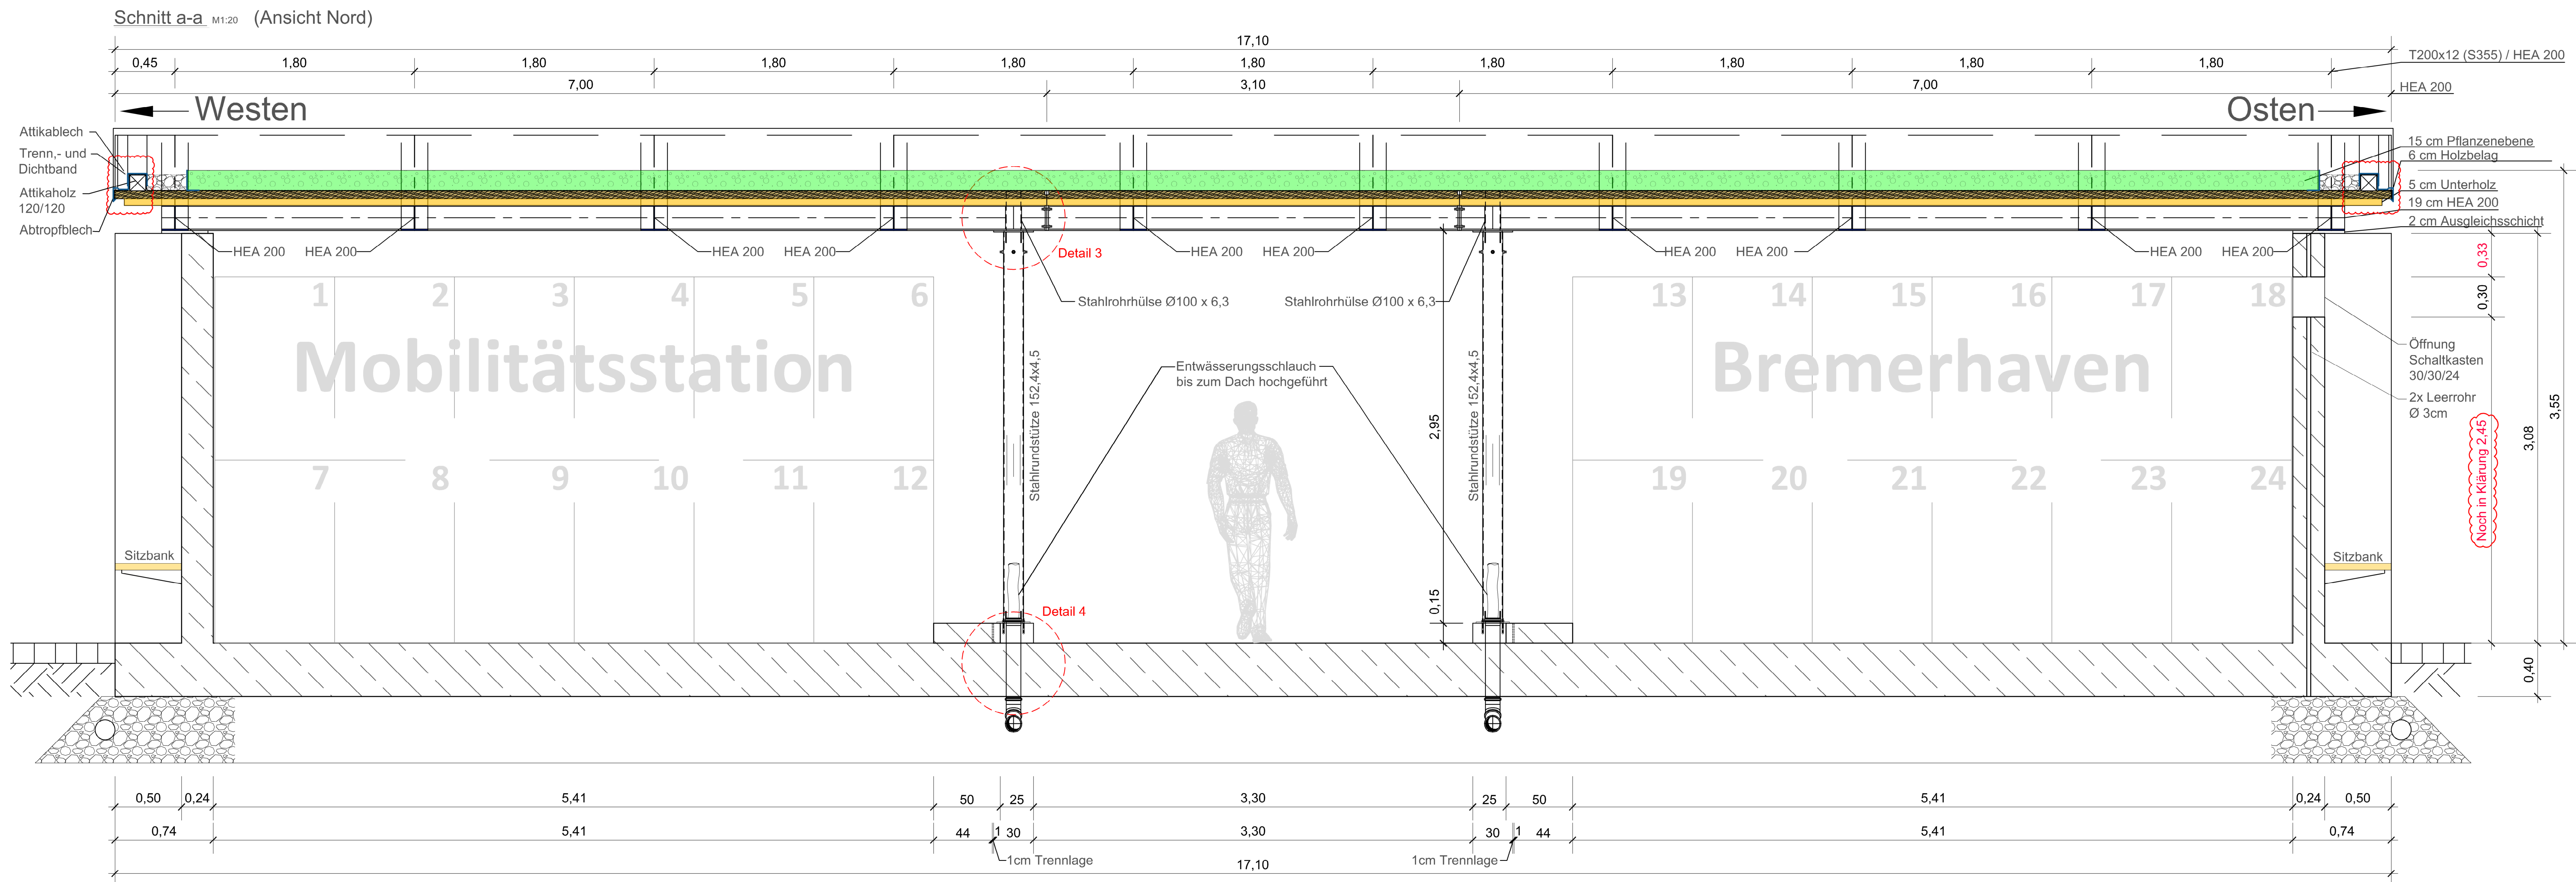 Schnitt a-a M1:20 (Ansicht Nord)
17,10
0,45 1,80 1,80 1,80 1,80 1,80 1,80 1,80 1,80 1,80
T200x12 (S355) / HEA 200
7,00 3,10 7,00
HEA 200
Westen
Osten
Attikablech
Trenn,- und
Dichtband
Attikaholz
120/120
Abtropfblech
15 cm Pflanzenebene
6 cm Holzbelag
5 cm Unterholz
19 cm HEA 200
2 cm Ausgleichsschicht
HEA 200 HEA 200 HEA 200 HEA 200 HEA 200 HEA 200 HEA 200 HEA 200 HEA 200 HEA 200
Detail 3
Stahlrohrhülse Ø100 x 6,3
Stahlrohrhülse Ø100 x 6,3
1 2 3 4 5 6
13 14 15 16 17 18
Mobilitätsstation
Bremerhaven
7 8 9 10 11 12
19 20 21 22 23 24
Stahlrundstütze 152,4x4,5
Stahlrundstütze 152,4x4,5
Entwässerungsschlauch
bis zum Dach hochgeführt
2,95
0,15
0,33
0,30
Noch in Klärung 2,45
3,08
3,55
0,40
Öffnung
Schaltkasten
30/30/24
2x Leerrohr
Ø 3cm
Sitzbank
Sitzbank
Detail 4
0,50 0,24 5,41 50 25 3,30 25 50 5,41 0,24 0,50
0,74 5,41 44 1 30 3,30 30 1 44 5,41 0,74
1cm Trennlage
1cm Trennlage
17,10